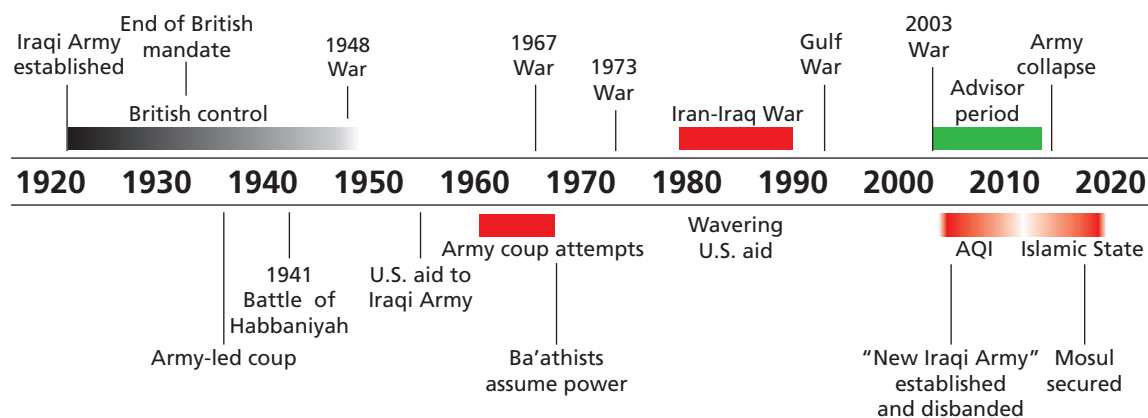 Iraqi Army
established
End of British
mandate
British control
1948
War
1967
War
1973
War
Iran-Iraq War
Gulf
War
2003
War
Advisor
period
Army
collapse
1920 1930 1940 1950 1960 1970 1980 1990 2000 2010 2020
Army-led coup
1941
Battle of
Habbaniyah
U.S. aid to
Iraqi Army
Army coup attempts
Ba'athists
assume power
Wavering
U.S. aid
AQI
Islamic State
“New Iraqi Army”
established
and disbanded
Mosul
secured